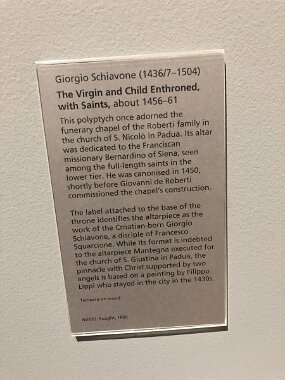 Giorgio Schiavone (1436/7–1504)
The Virgin and Child Enthroned,
with Saints, about 1456–61
This polyptych once adorned the
funerary chapel of the Roberti family in
the church of S. Nicolò in Padua. Its altar
was dedicated to the Franciscan
missionary Bernardino of Siena, seen
among the full-length saints in the
lower tier. He was canonised in 1450,
shortly before Giovanni de Roberti
commissioned the chapel's construction.
The label attached to the base of the
throne identifies the altarpiece as the
work of the Croatian-born Giorgio
Schiavone, a disciple of Francesco
Squarcione. While its format is indebted
to the altarpiece Mantegna executed for
the church of S. Giustina in Padua, the
pinnacle with Christ supported by two
angels is based on a painting by Filippo
Lippi who stayed in the city in the 1430s.
Tempera on wood
NG630. Bought, 1860